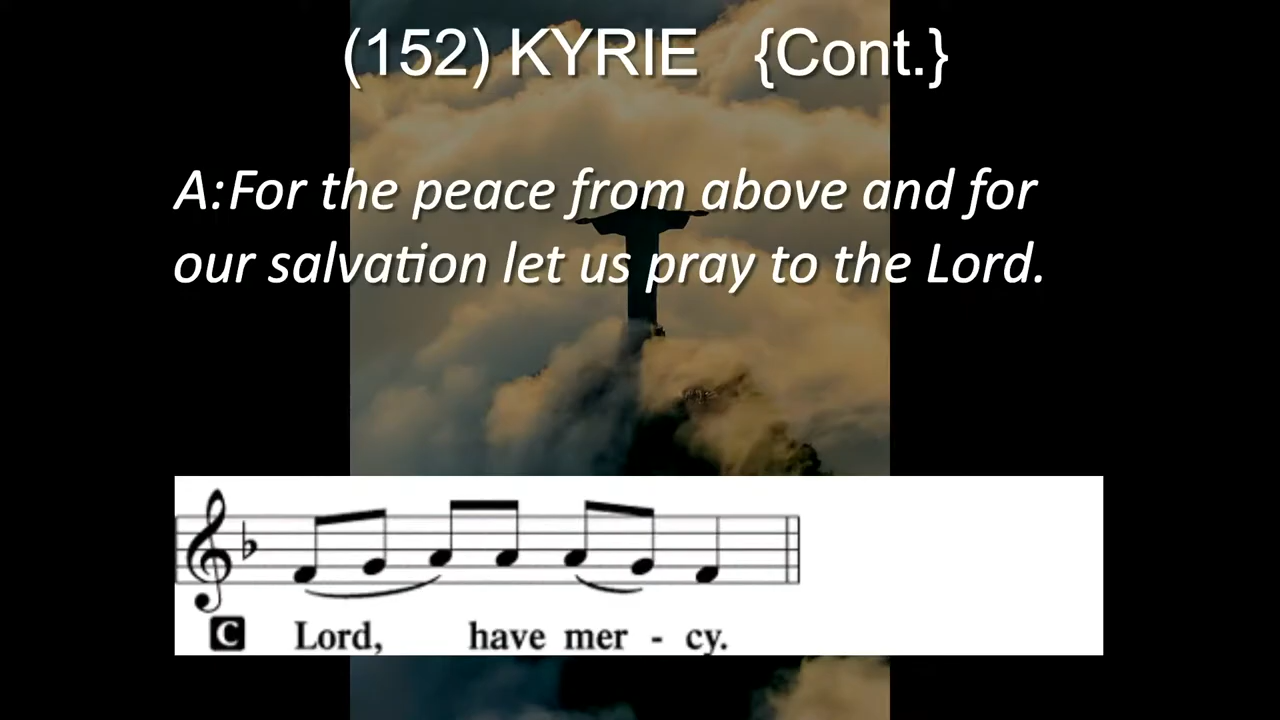 (152) KYRIE {Cont.}
A:For the peace from above and for
our salvation let us pray to the Lord.
C Lord, have mer - cy.